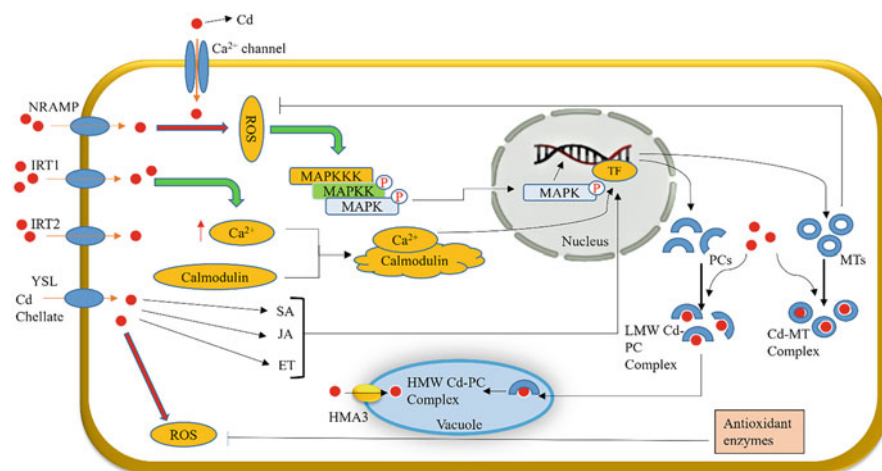 Cd
Ca²⁺ channel
NRAMP
ROS
IRT1
MAPKKK
MAPKK
P
MAPK
P
TF
MAPK
P
Nucleus
IRT2
Ca²⁺
Ca²⁺
Calmodulin
Calmodulin
PCs
MTs
YSL
Cd
Chellate
SA
JA
ET
LMW Cd-
PC
Complex
Cd-MT
Complex
HMA3
HMW Cd-PC
Complex
Vacuole
ROS
Antioxidant
enzymes